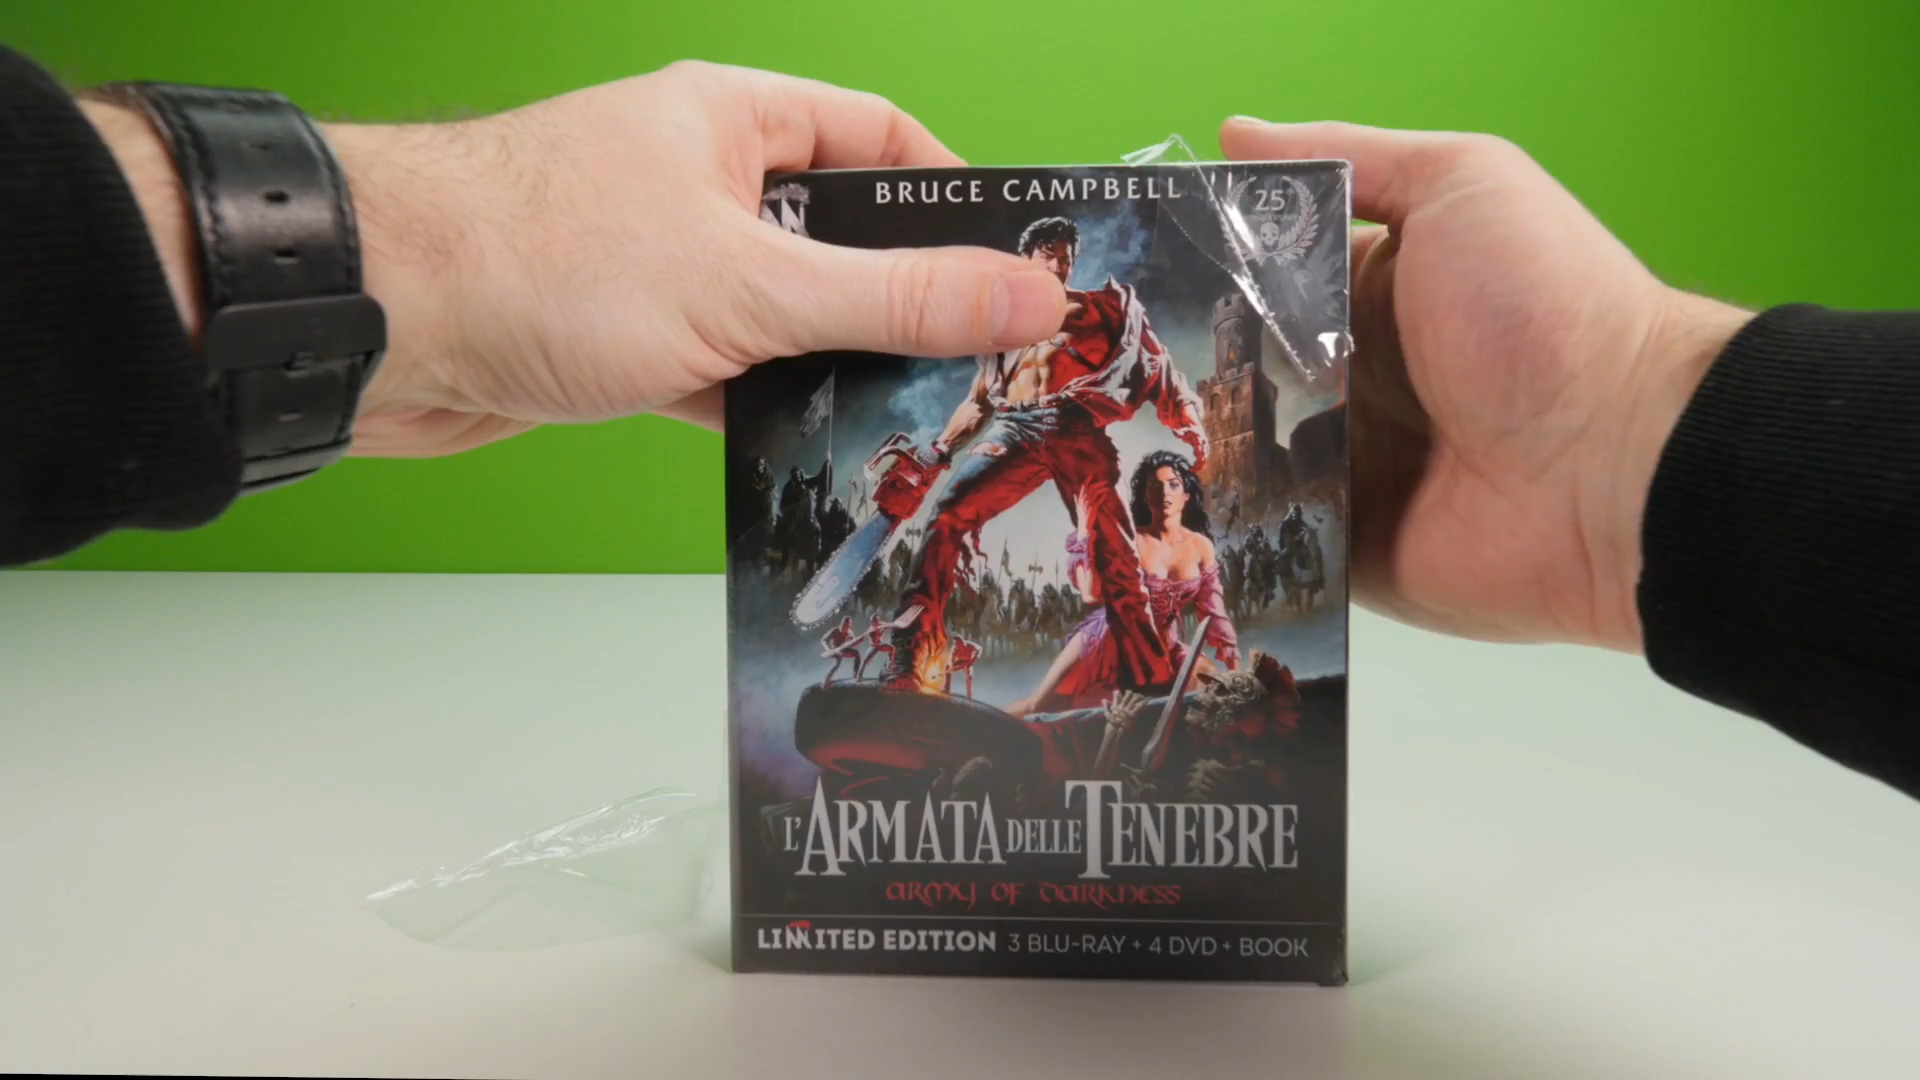 BRUCE CAMPBELL
25
L'ARMATA DELLE TENEBRE
ARMY OF DARKNESS
LIMITED EDITION 3 BLU-RAY + 4 DVD + BOOK